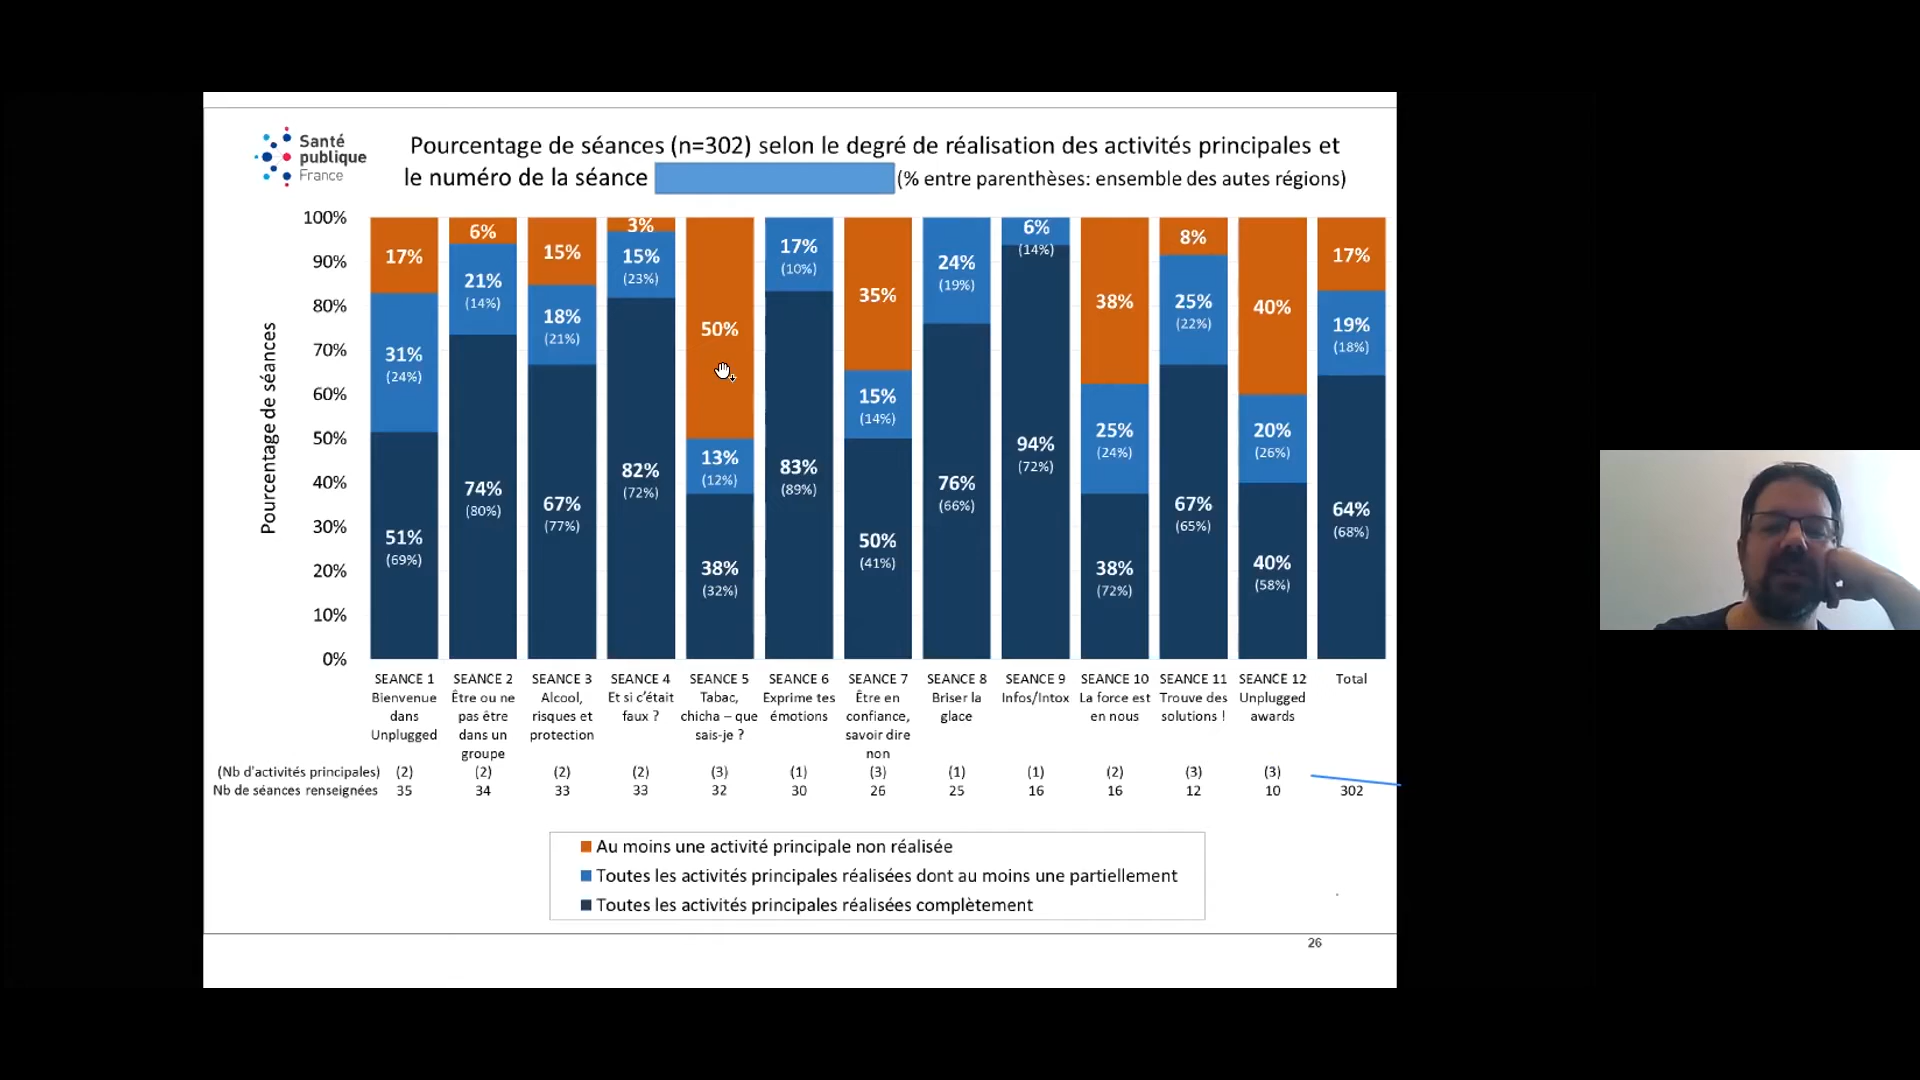 Santé
publique
France
Pourcentage de séances (n=302) selon le degré de réalisation des activités principales et
le numéro de la séance (% entre parenthèses: ensemble des autes régions)
Pourcentage de séances
100%
90%
80%
70%
60%
50%
40%
30%
20%
10%
0%
17%
31%
(24%)
51%
(69%)
6%
21%
(14%)
74%
(80%)
15%
18%
(21%)
67%
(77%)
3%
15%
(23%)
82%
(72%)
50%
13%
(12%)
38%
(32%)
17%
(10%)
83%
(89%)
35%
15%
(14%)
50%
(41%)
24%
(19%)
76%
(66%)
6%
(14%)
94%
(72%)
38%
25%
(24%)
38%
(72%)
8%
25%
(22%)
67%
(65%)
40%
20%
(26%)
40%
(58%)
17%
19%
(18%)
64%
(68%)
SEANCE 1
Bienvenue
dans
Unplugged
SEANCE 2
Être ou ne
pas être
dans un
groupe
SEANCE 3
Alcool,
risques et
protection
SEANCE 4
Et si c'était
faux ?
SEANCE 5
Tabac,
chicha – que
sais-je ?
SEANCE 6
Exprime tes
émotions
SEANCE 7
Être en
confiance,
savoir dire
non
SEANCE 8
Briser la
glace
SEANCE 9
Infos/Intox
SEANCE 10
La force est
en nous
SEANCE 11
Trouve des
solutions !
SEANCE 12
Unplugged
awards
Total
(Nb d'activités principales) (2) (2) (2) (2) (3) (1) (3) (1) (1) (2) (3) (3)
Nb de séances renseignées 35 34 33 33 32 30 26 25 16 16 12 10 302
Au moins une activité principale non réalisée
Toutes les activités principales réalisées dont au moins une partiellement
Toutes les activités principales réalisées complètement
26